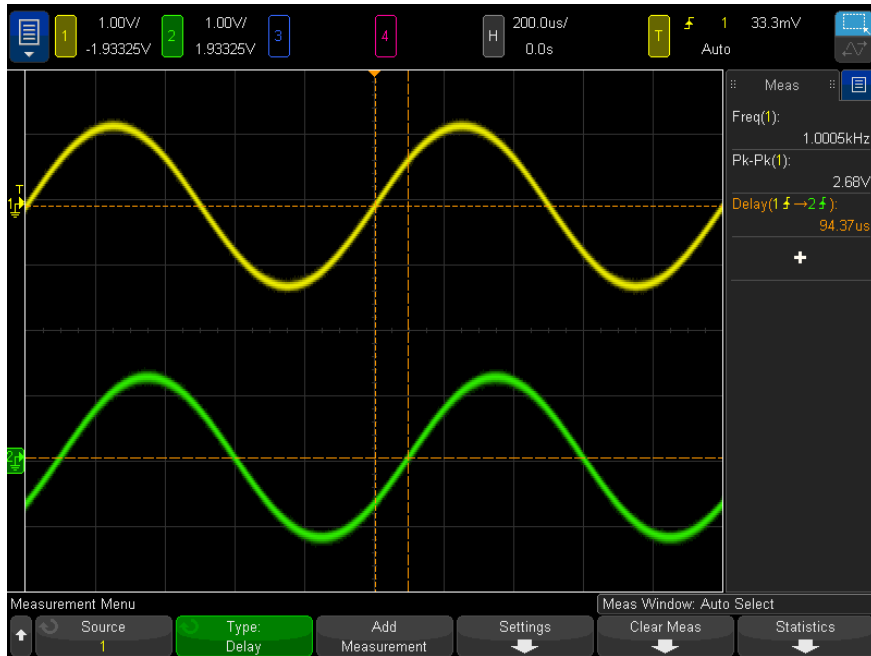 1 1.00V/ 2 1.00V/ 3 4 H 200.0us/ T 1 33.3mV
-1.93325V 1.93325V 0.0s Auto
Meas
Freq(1):
1.0005kHz
Pk-Pk(1):
2.68V
Delay(1→2):
94.37us
+
T
1
2
Measurement Menu Meas Window: Auto Select
Source Type: Add Settings Clear Meas Statistics
1 Delay Measurement